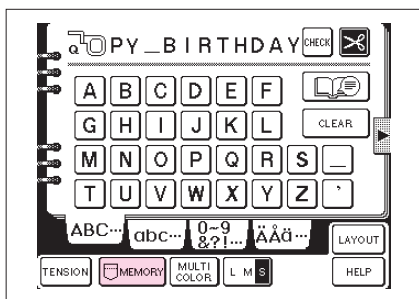 Q PY_BIRTHDAY CHECK
A B C D E F
G H I J K L CLEAR
M N O P Q R S _
T U V W X Y Z '
ABC... abc... 0~9 &?!... ÄÅä...
LAYOUT
TENSION MEMORY MULTI COLOR L M S HELP